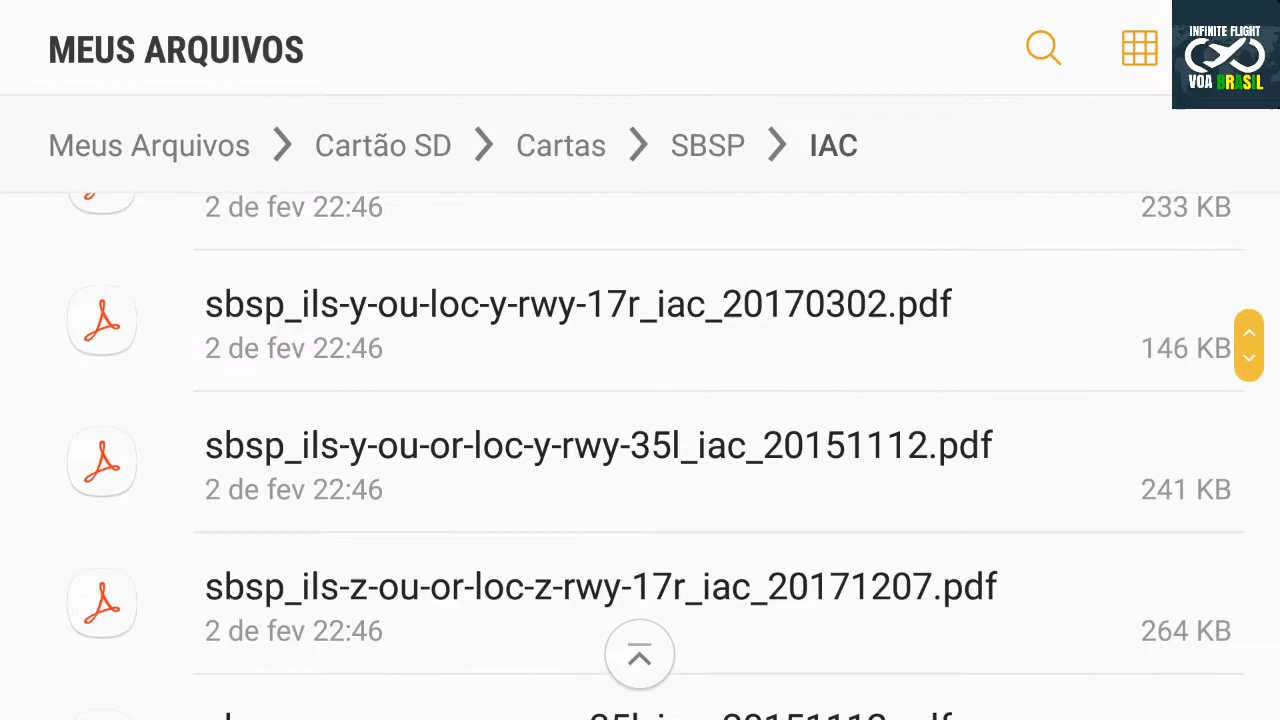 MEUS ARQUIVOS
INFINITE FLIGHT
VOA BRASIL
Meus Arquivos
Cartão SD
Cartas
SBSP
IAC
2 de fev 22:46
233 KB
sbsp_ils-y-ou-loc-y-rwy-17r_iac_20170302.pdf
2 de fev 22:46
146 KB
sbsp_ils-y-ou-or-loc-y-rwy-35l_iac_20151112.pdf
2 de fev 22:46
241 KB
sbsp_ils-z-ou-or-loc-z-rwy-17r_iac_20171207.pdf
2 de fev 22:46
264 KB